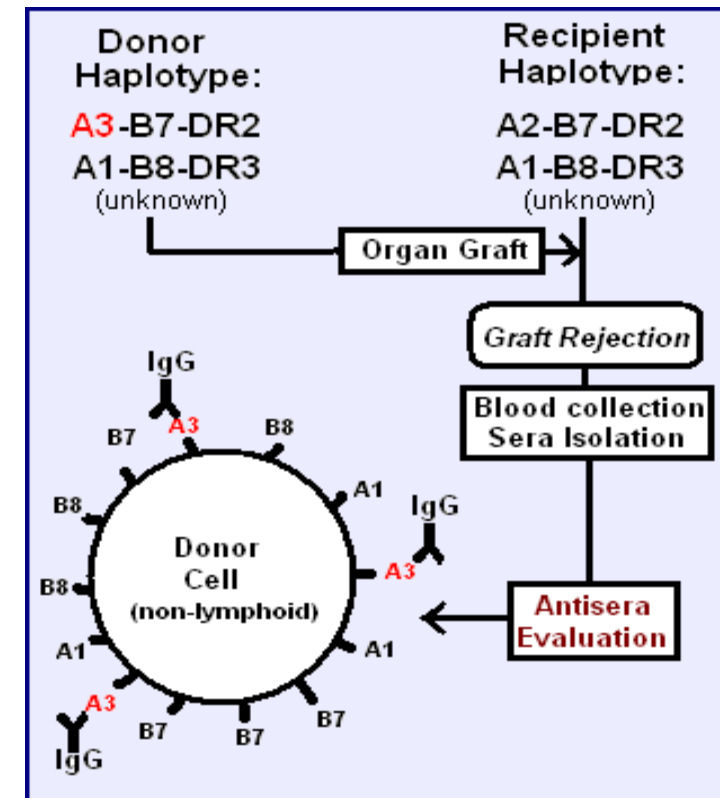 Donor
Haplotype:
A3-B7-DR2
A1-B8-DR3
(unknown)
Recipient
Haplotype:
A2-B7-DR2
A1-B8-DR3
(unknown)
Organ Graft
Graft Rejection
Blood collection
Sera Isolation
Antisera
Evaluation
IgG
A3
B8
B7
A1
IgG
B8
A3
Donor
Cell
(non-lymphoid)
B8
A1
A1
A3
IgG
B7
B7
B7